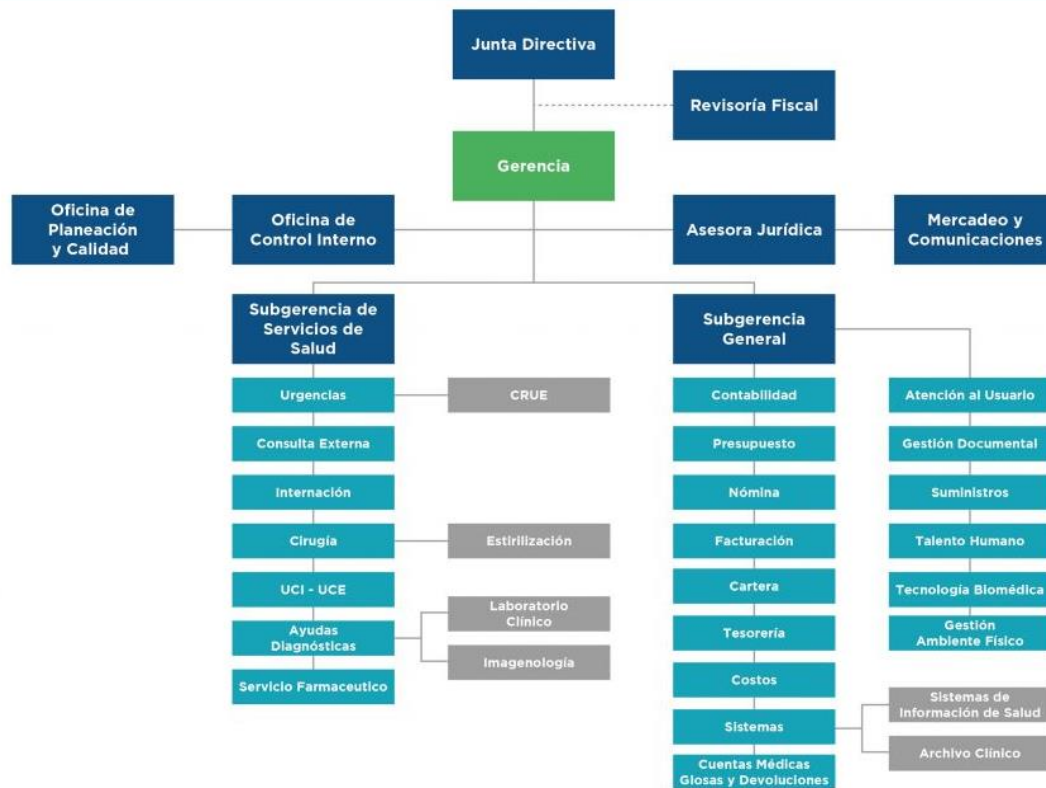 Junta Directiva
Revisoría Fiscal
Gerencia
Oficina de
Planeación
y Calidad
Oficina de
Control Interno
Asesora Jurídica
Mercadeo y
Comunicaciones
Subgerencia de
Servicios de
Salud
Subgerencia
General
Urgencias
CRUE
Consulta Externa
Internación
Cirugía
Estirilización
UCI - UCE
Ayudas
Diagnósticas
Laboratorio
Clínico
Imagenología
Servicio Farmaceutico
Contabilidad
Presupuesto
Nómina
Facturación
Cartera
Tesorería
Costos
Sistemas
Cuentas Médicas
Glosas y Devoluciones
Atención al Usuario
Gestión Documental
Suministros
Talento Humano
Tecnología Biomédica
Gestión
Ambiente Físico
Sistemas de
Información de Salud
Archivo Clínico